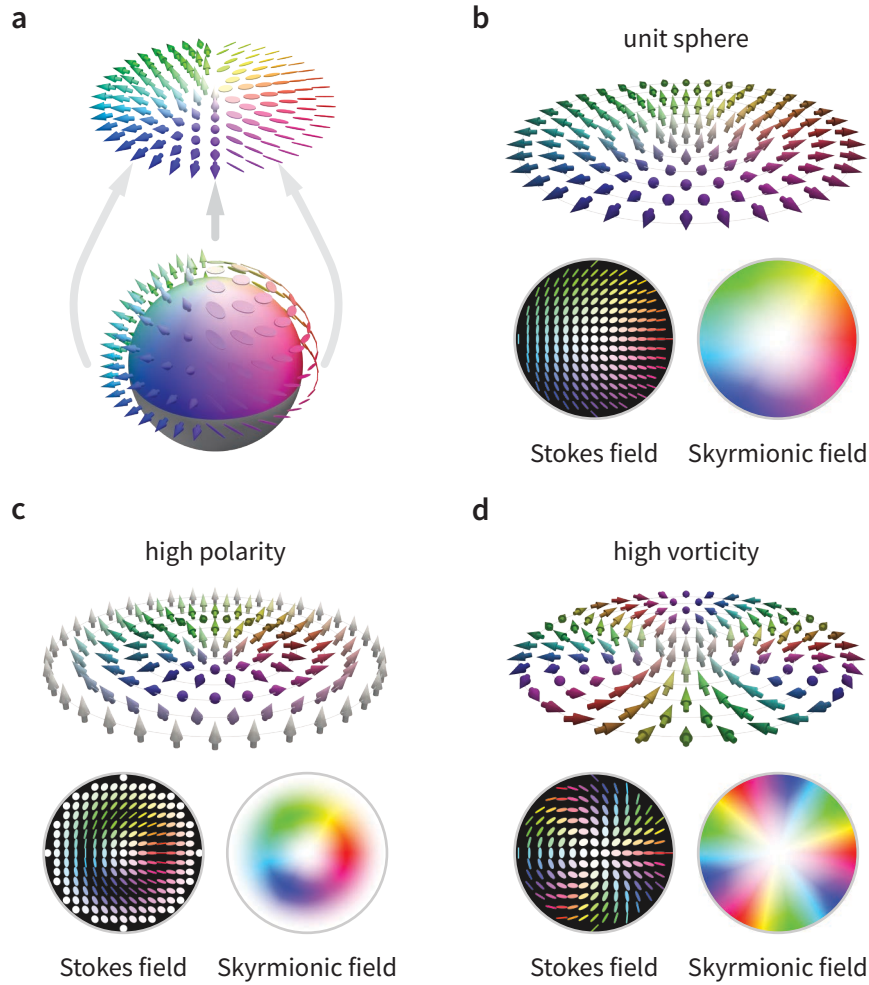 a
b
unit sphere
Stokes field
Skyrmionic field
c
high polarity
d
high vorticity
Stokes field
Skyrmionic field
Stokes field
Skyrmionic field